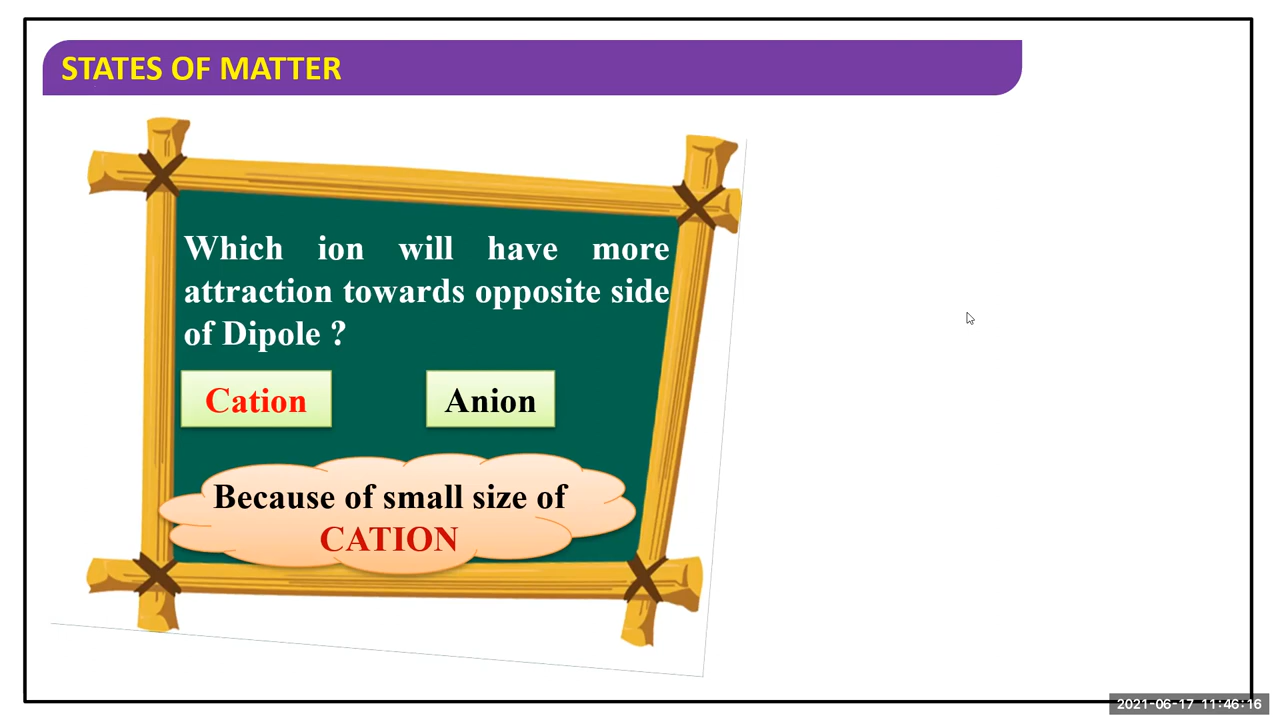 STATES OF MATTER
Which ion will have more
attraction towards opposite side
of Dipole ?
Cation Anion
Because of small size of
CATION
2021-06-17 11:46:16